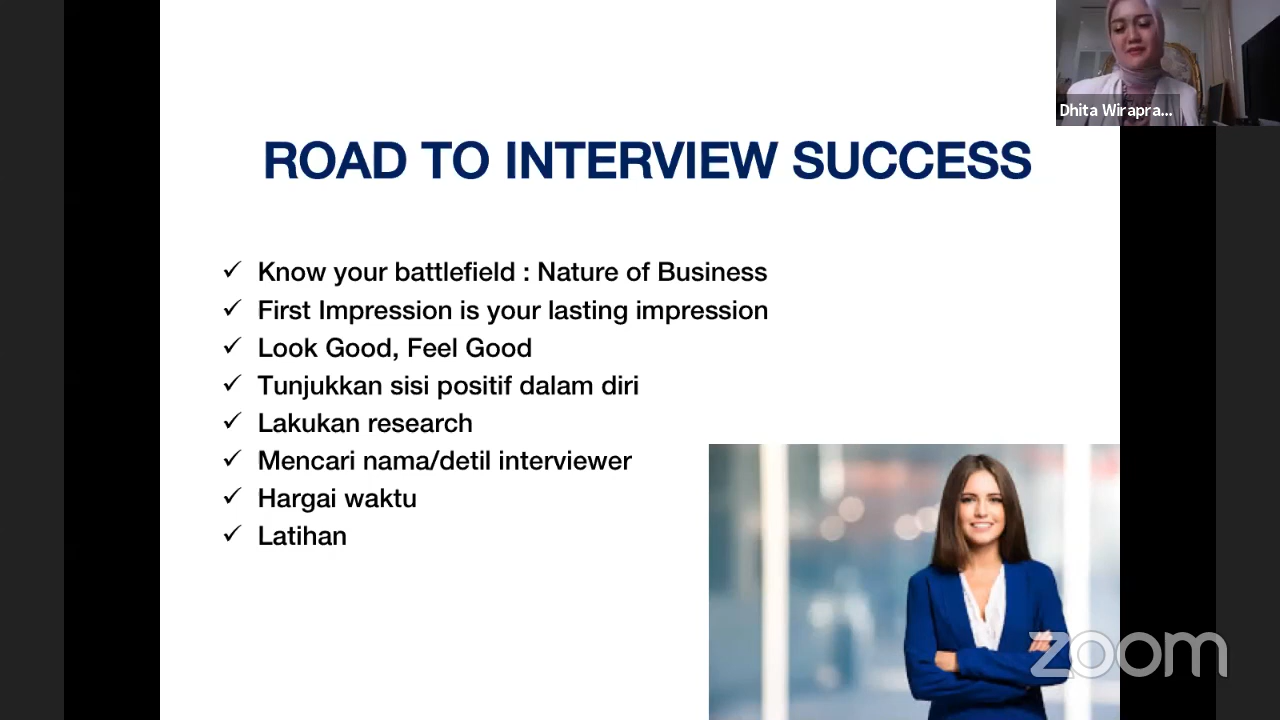 Dhita Wirapra...
ROAD TO INTERVIEW SUCCESS
✓ Know your battlefield : Nature of Business
✓ First Impression is your lasting impression
✓ Look Good, Feel Good
✓ Tunjukkan sisi positif dalam diri
✓ Lakukan research
✓ Mencari nama/detil interviewer
✓ Hargai waktu
✓ Latihan
zoom